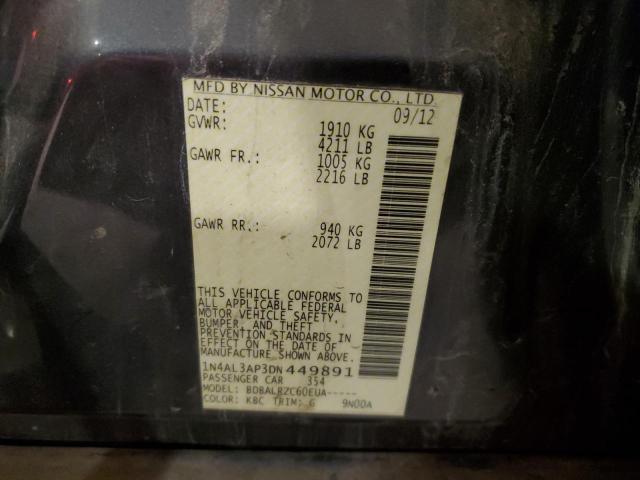 MFD BY NISSAN MOTOR CO., LTD.
DATE: 09/12
GVWR: 1910 KG
4211 LB
GAWR FR.: 1005 KG
2216 LB
GAWR RR.: 940 KG
2072 LB
THIS VEHICLE CONFORMS TO
ALL APPLICABLE FEDERAL
MOTOR VEHICLE SAFETY,
BUMPER, AND THEFT
PREVENTION STANDARDS IN
EFFECT ON THE DATE OF
MANUFACTURE SHOWN ABOVE.
1N4AL3AP3DN449891
PASSENGER CAR 354
MODEL: BDBALRZC60EUA-----
COLOR: KBC TRIM: G 9N00A